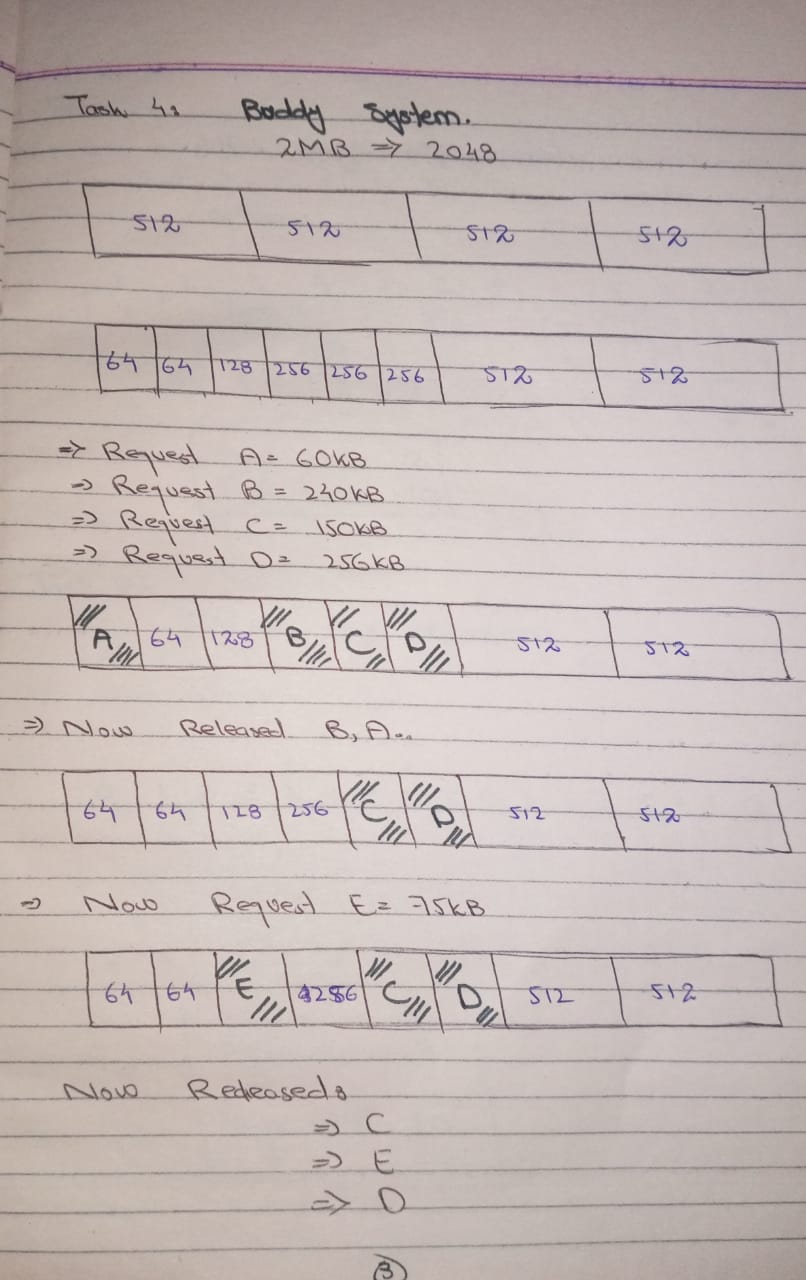 Task 4: Buddy System.
2MB => 2048
512 512 512 512
64 64 128 256 256 256 512 512
=> Request A = 60KB
=> Request B = 240KB
=> Request C = 150KB
=> Request D = 256KB
A 64 128 B C D 512 512
=> Now Released B, A..
64 64 128 256 C D 512 512
=> Now Request E = 75KB
64 64 E 256 C D 512 512
Now Released:
=> C
=> E
=> D
3